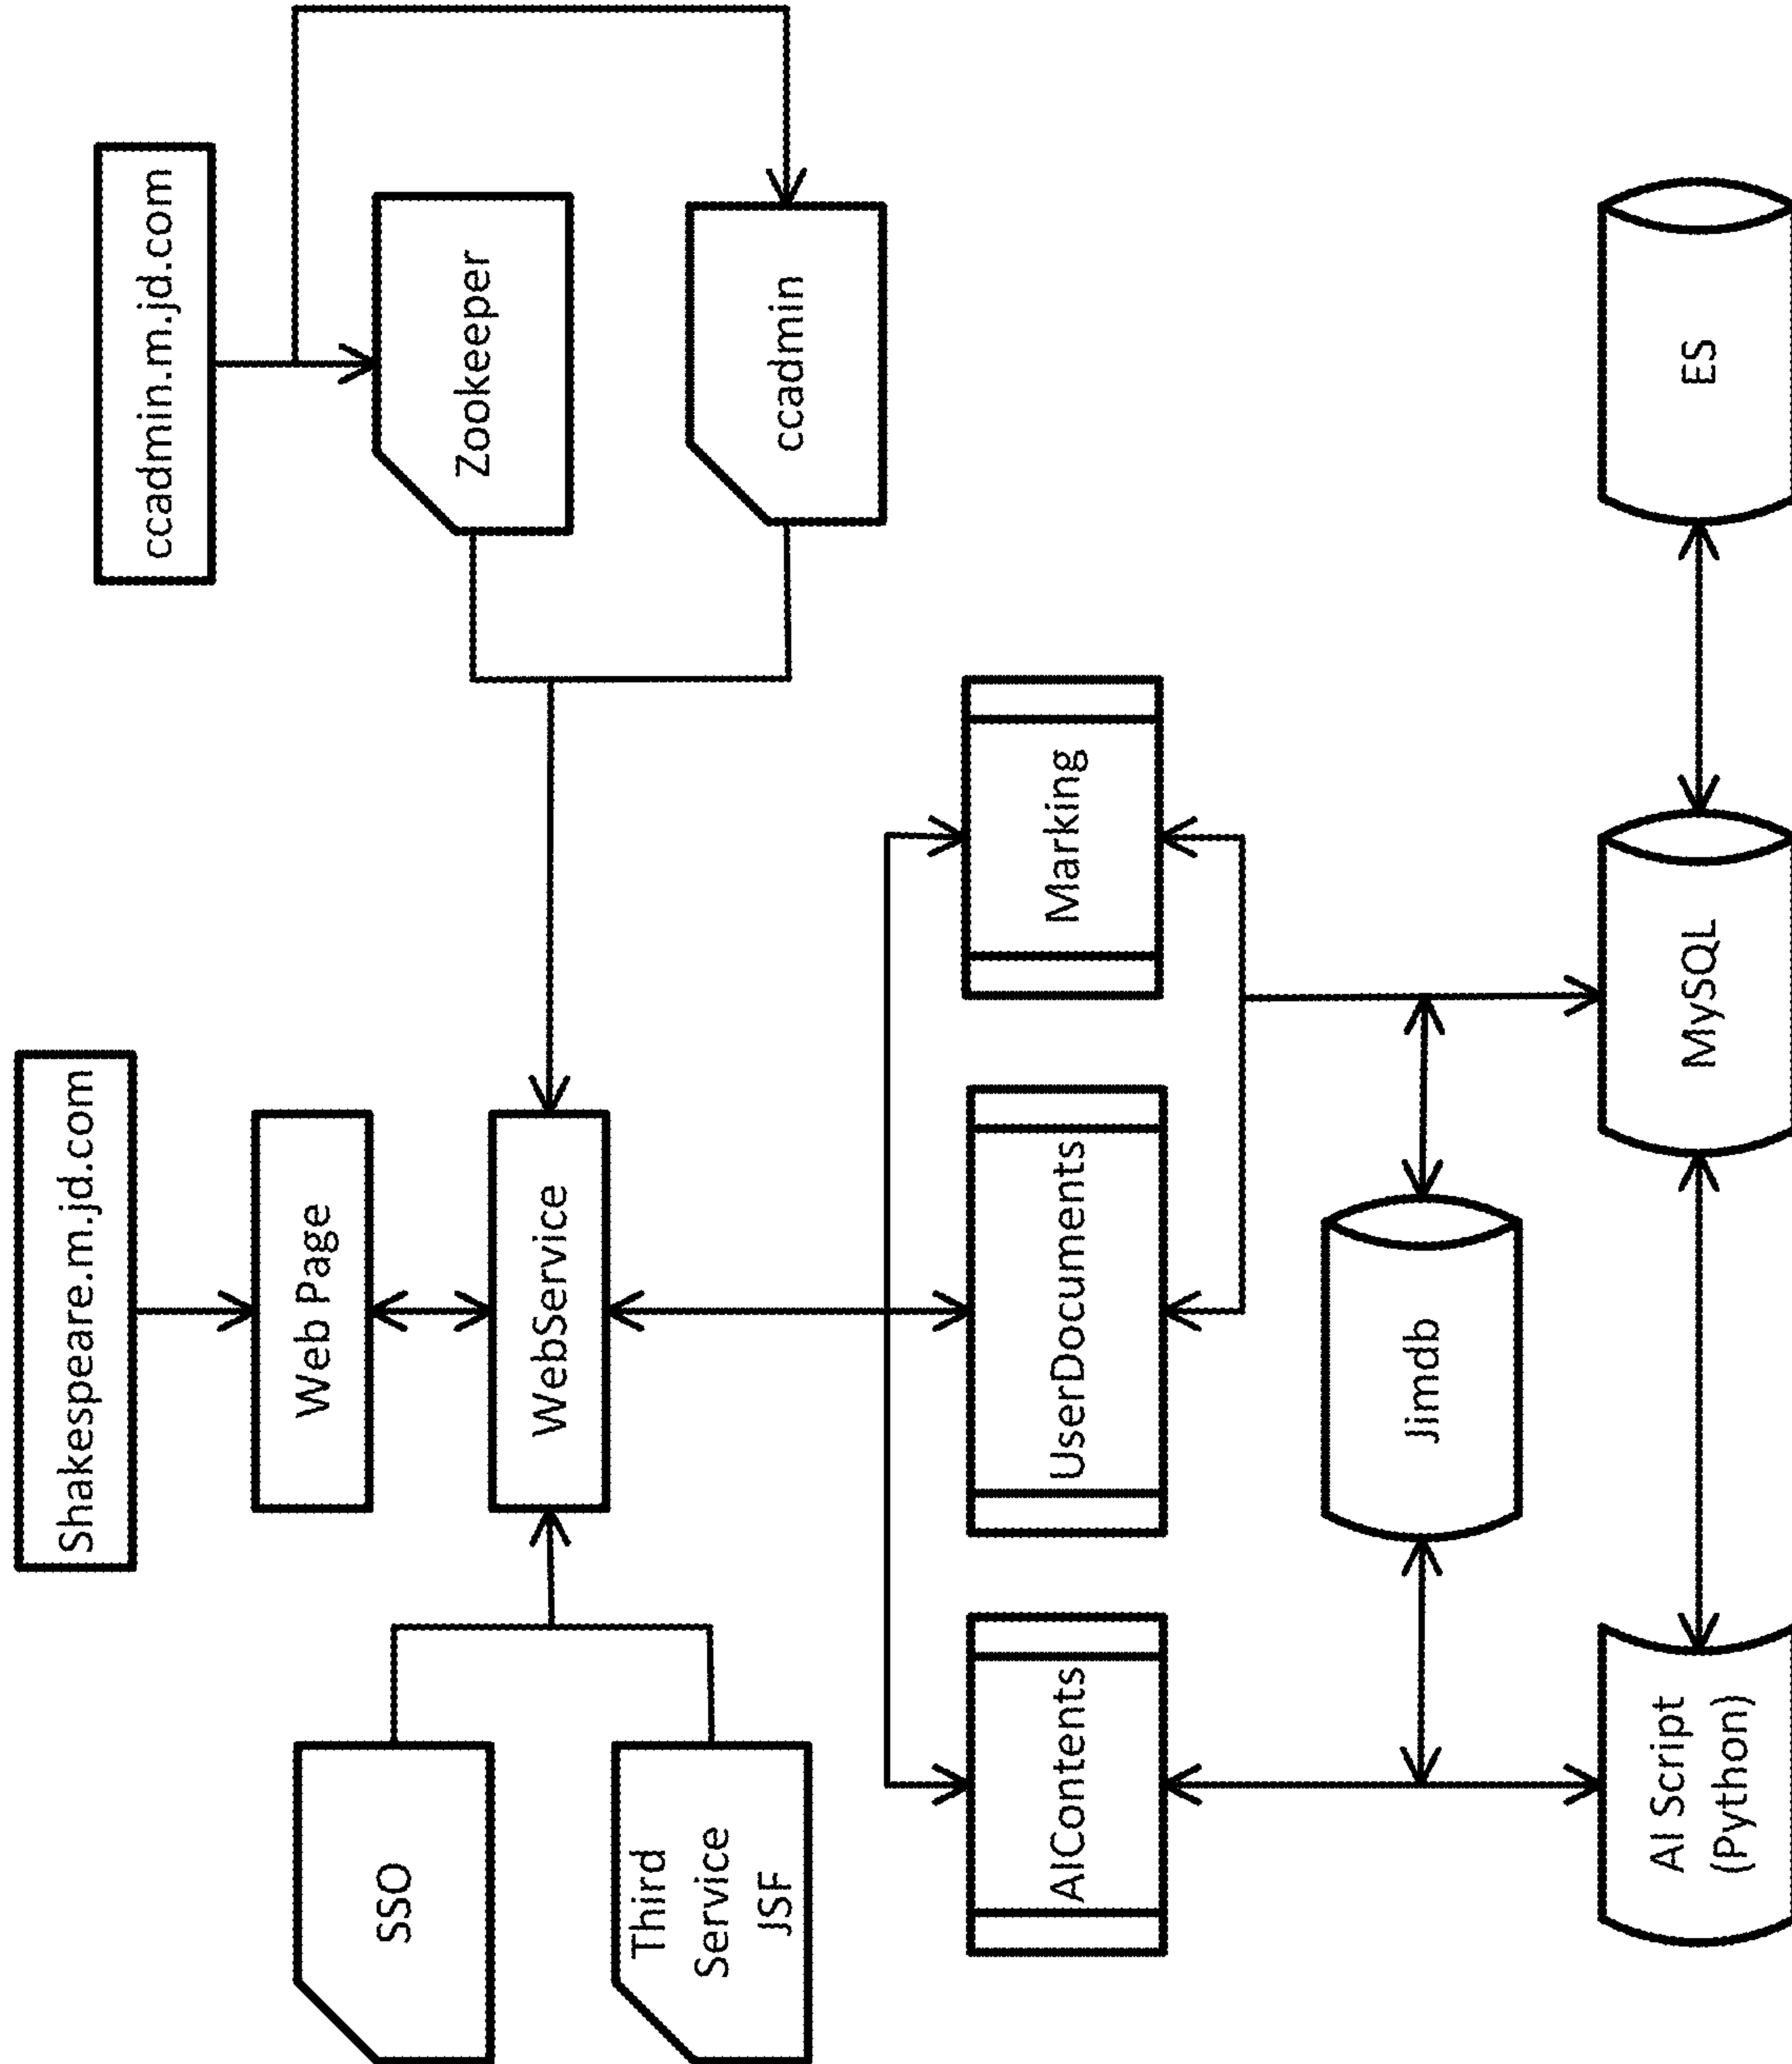 Shakespeare.m.jd.com
ccadmin.m.jd.com
Web Page
SSO
Zookeeper
WebService
Third
Service
JSF
ccadmin
AIContents
UserDocuments
Marking
Jimdb
AI Script
(Python)
MySQL
ES